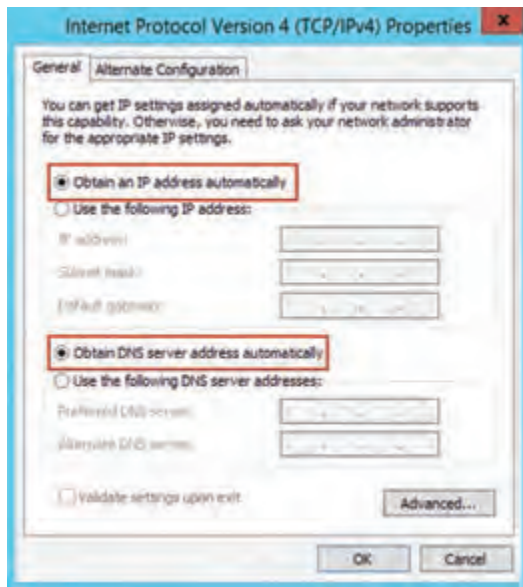 Internet Protocol Version 4 (TCP/IPv4) Properties
General
Alternate Configuration
You can get IP settings assigned automatically if your network supports
this capability. Otherwise, you need to ask your network administrator
for the appropriate IP settings.
Obtain an IP address automatically
Use the following IP address:
IP address:
Subnet mask:
Default gateway:
Obtain DNS server address automatically
Use the following DNS server addresses:
Preferred DNS server:
Alternate DNS server:
Validate settings upon exit
Advanced...
OK
Cancel